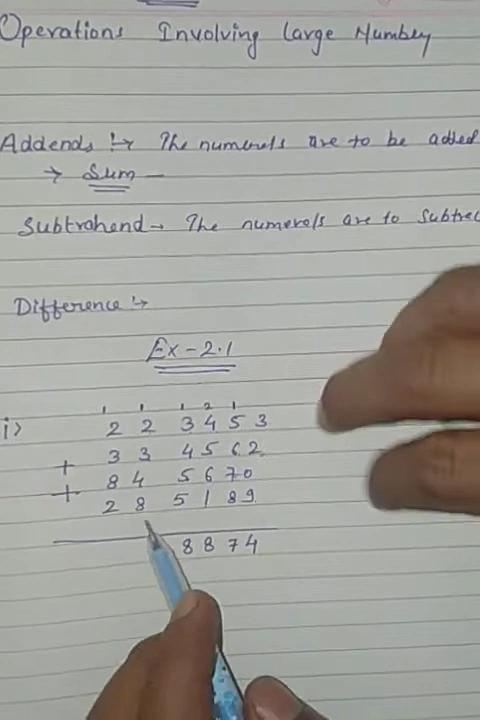 Operations Involving Large Number
Addends :→ The numerals are to be added
→ Sum —
Subtrahend → The numerals are to subtrac
Difference :→
Ex - 2.1
i>
1 1 1 2 1
2 2 3 4 5 3
+ 3 3 4 5 6 2
+ 8 4 5 6 7 0
2 8 5 1 8 9
8 8 7 4